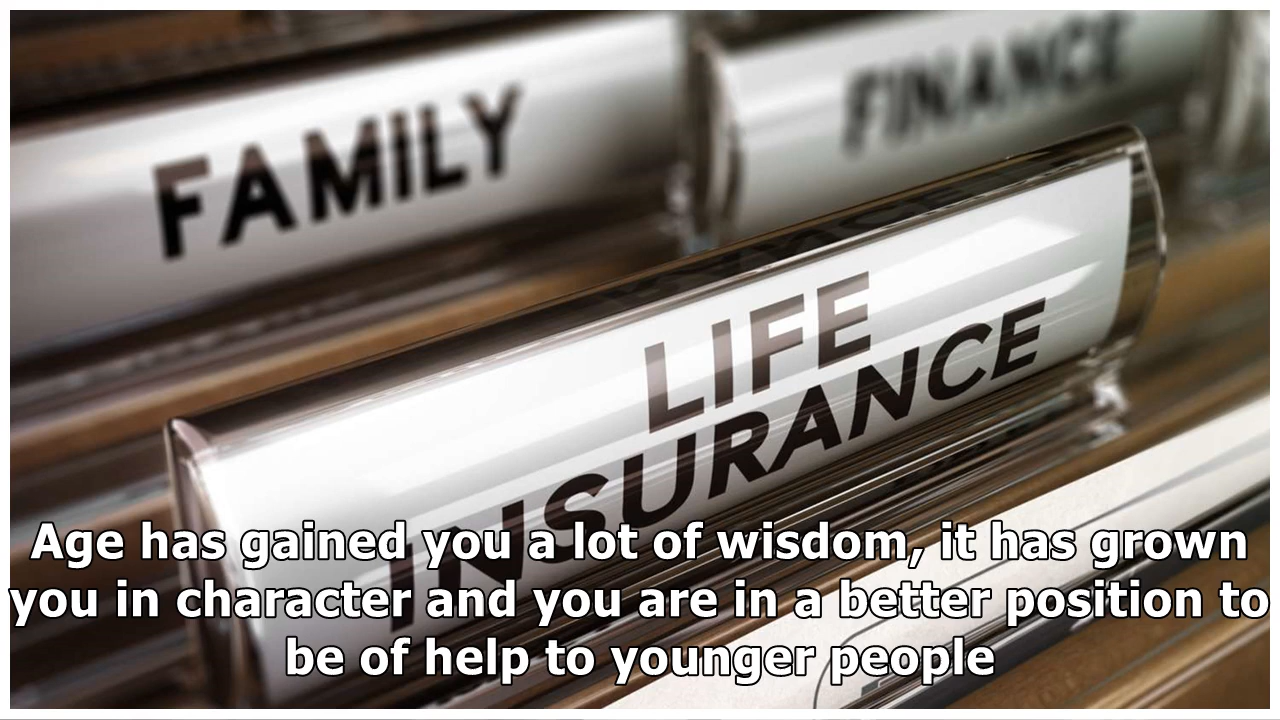 FAMILY
FINANCE
LIFE
INSURANCE
Age has gained you a lot of wisdom, it has grown
you in character and you are in a better position to
be of help to younger people